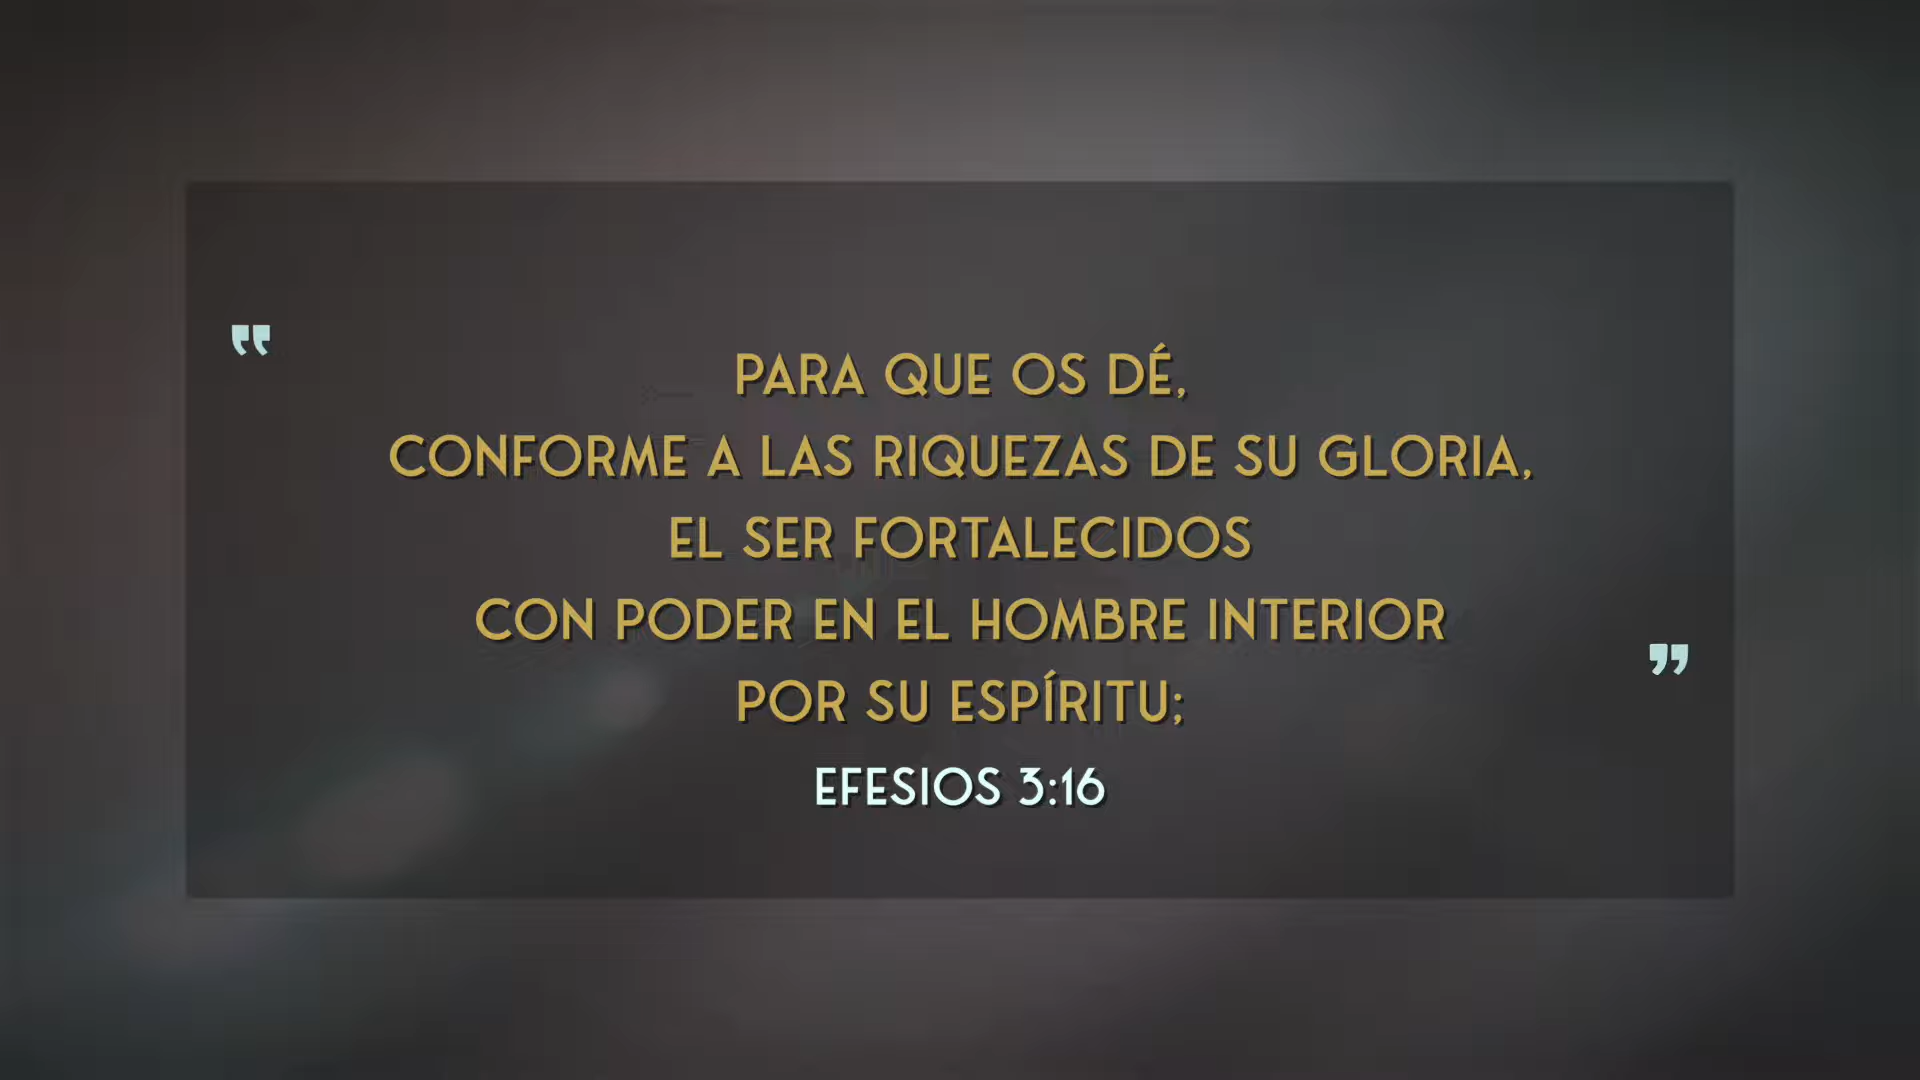 PARA QUE OS DÉ,
CONFORME A LAS RIQUEZAS DE SU GLORIA,
EL SER FORTALECIDOS
CON PODER EN EL HOMBRE INTERIOR
POR SU ESPÍRITU;
EFESIOS 3:16